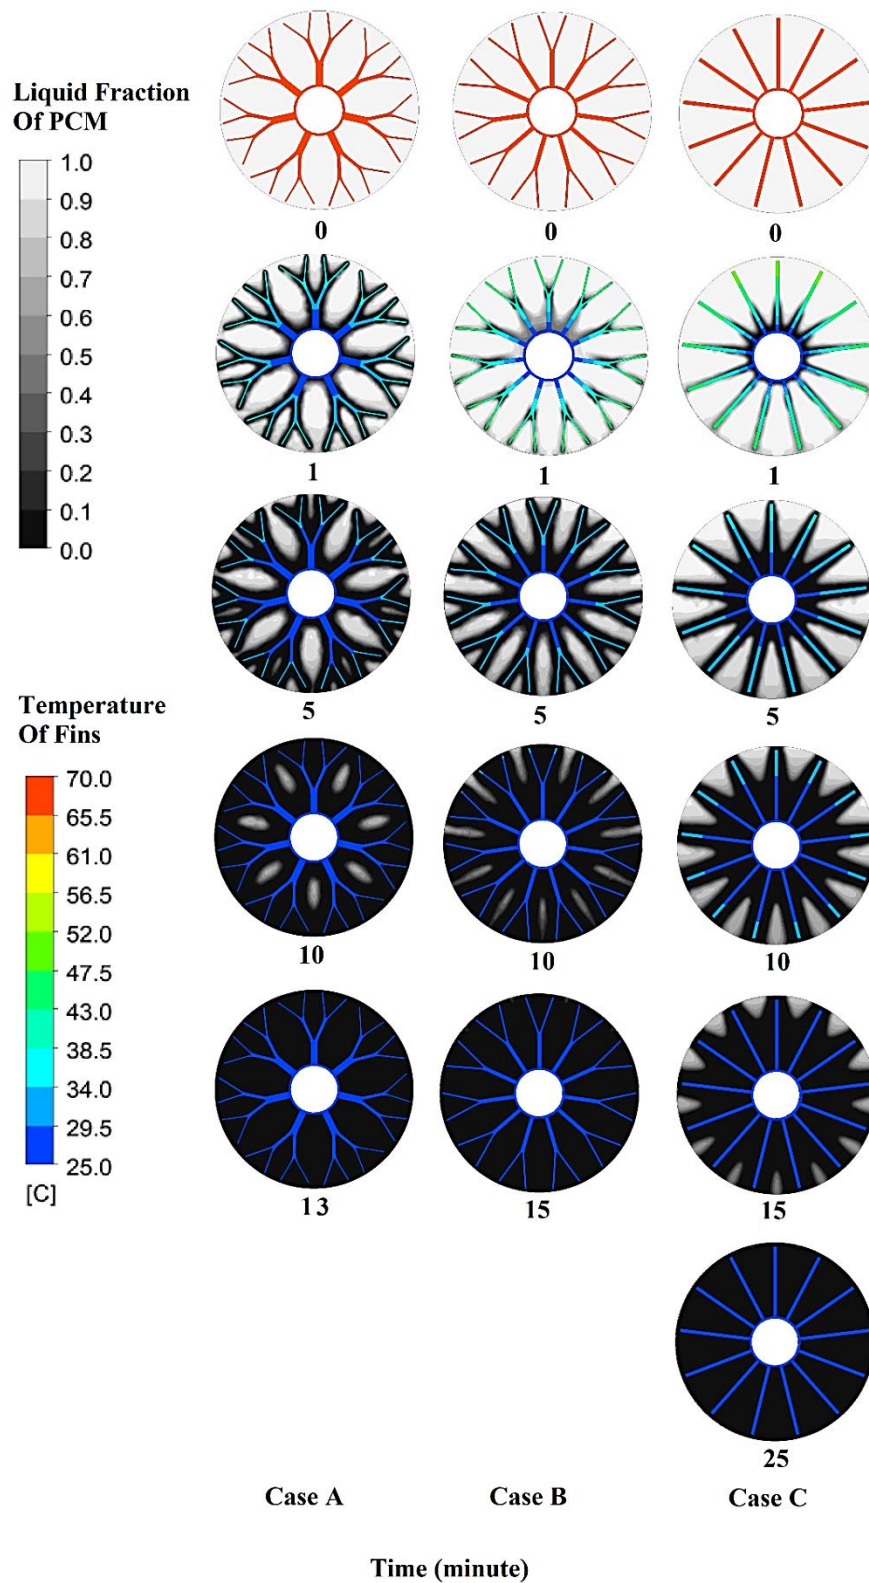 Liquid Fraction
Of PCM
1.0
0.9
0.8
0.7
0.6
0.5
0.4
0.3
0.2
0.1
0.0
0 0 0
1 1 1
5 5 5
Temperature
Of Fins
70.0
65.5
61.0
56.5
52.0
47.5
43.0
38.5
34.0
29.5
25.0
[C]
10 10 10
13 15 15
25
Case A Case B Case C
Time (minute)